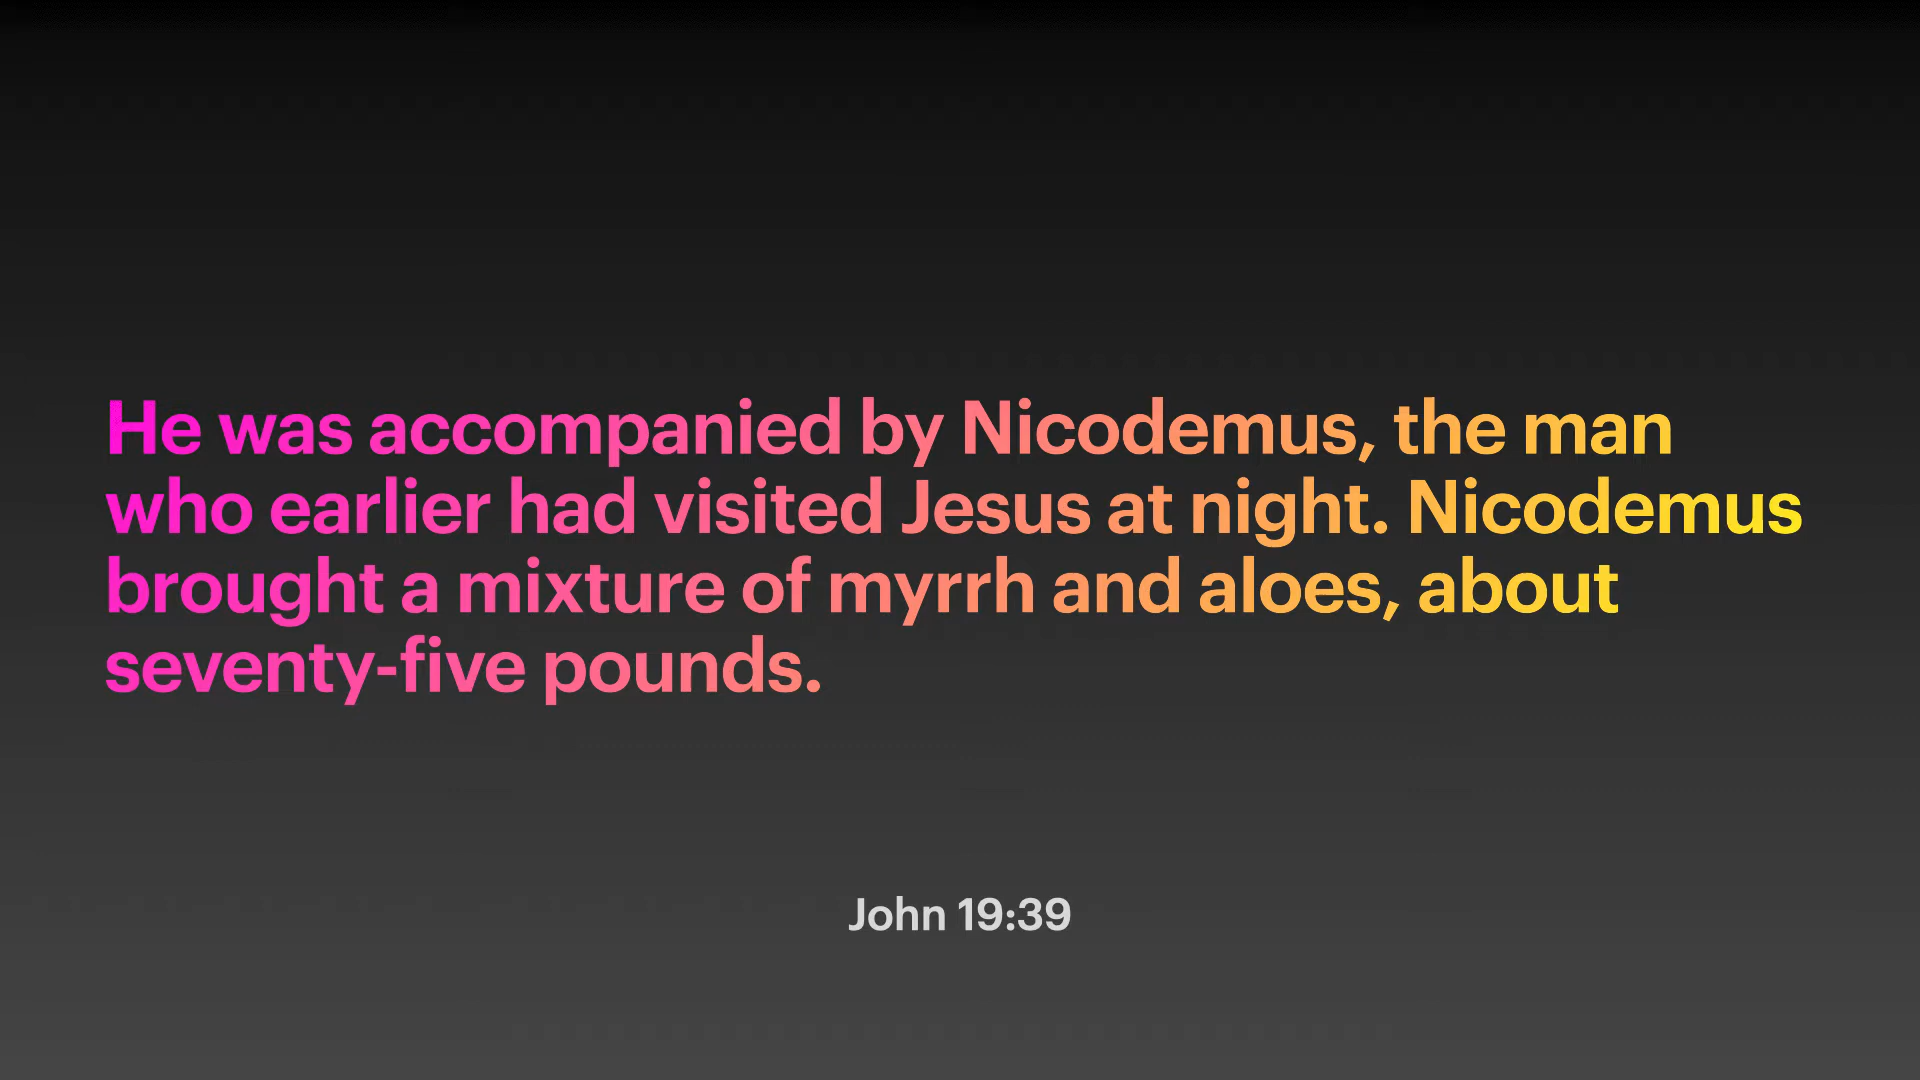 He was accompanied by Nicodemus, the man
who earlier had visited Jesus at night. Nicodemus
brought a mixture of myrrh and aloes, about
seventy-five pounds.
John 19:39